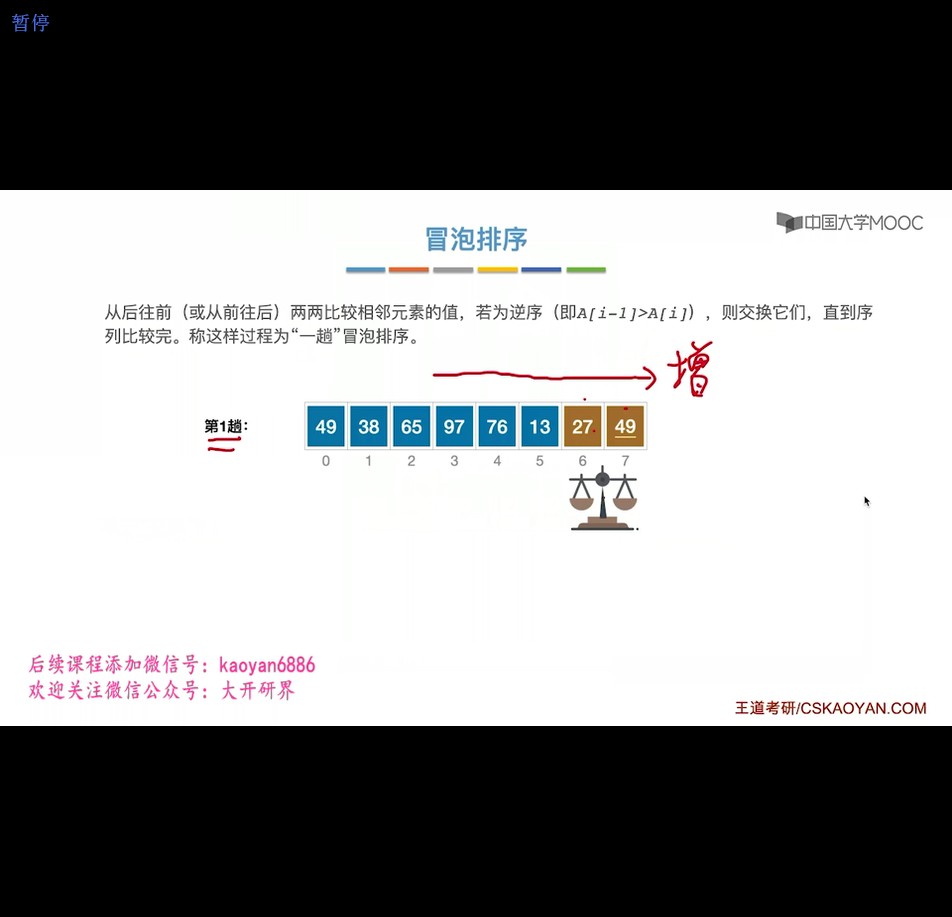 暂停
中国大学MOOC
冒泡排序
从后往前（或从前往后）两两比较相邻元素的值，若为逆序（即A[i-1]>A[i]），则交换它们，直到序
列比较完。称这样过程为“一趟”冒泡排序。
增
第1趟: 49 38 65 97 76 13 27 49
0 1 2 3 4 5 6 7
后续课程添加微信号：kaoyan6886
欢迎关注微信公众号：大开研界
王道考研/CSKAOYAN.COM